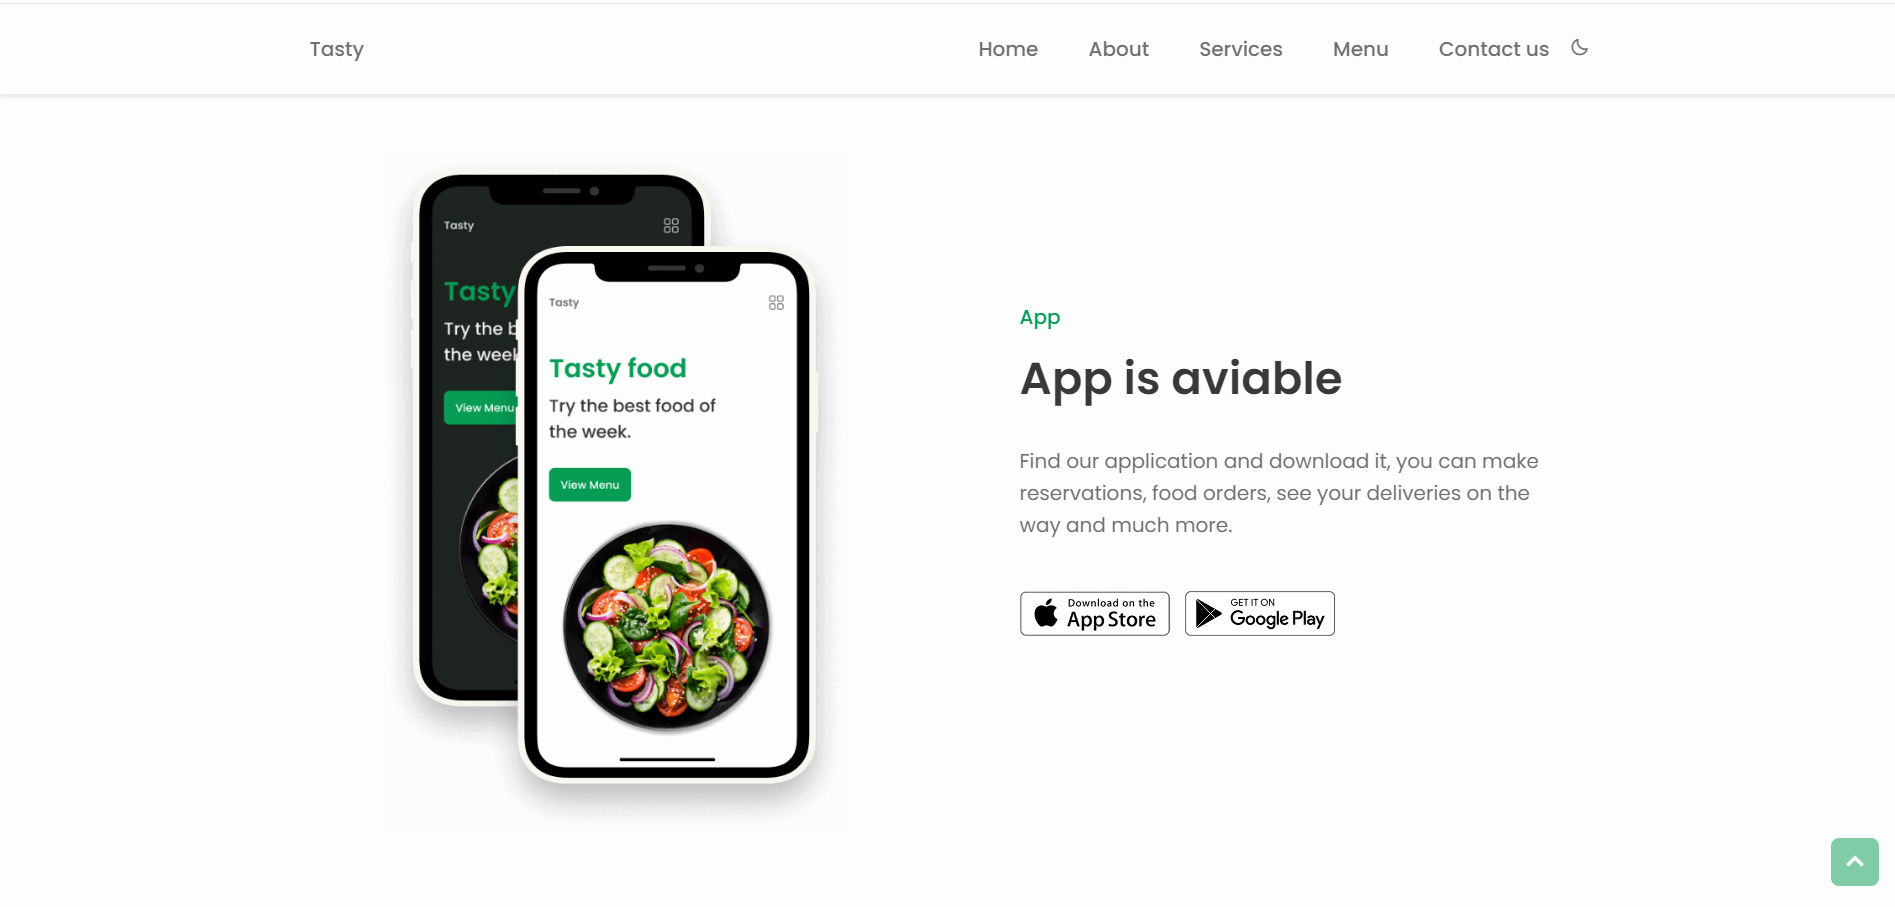 Tasty
Home About Services Menu Contact us
Tasty
Tasty
Try the b
the week
View Menu
Tasty
Tasty food
Try the best food of
the week.
View Menu
App
App is aviable
Find our application and download it, you can make
reservations, food orders, see your deliveries on the
way and much more.
Download on the
App Store
GET IT ON
Google Play